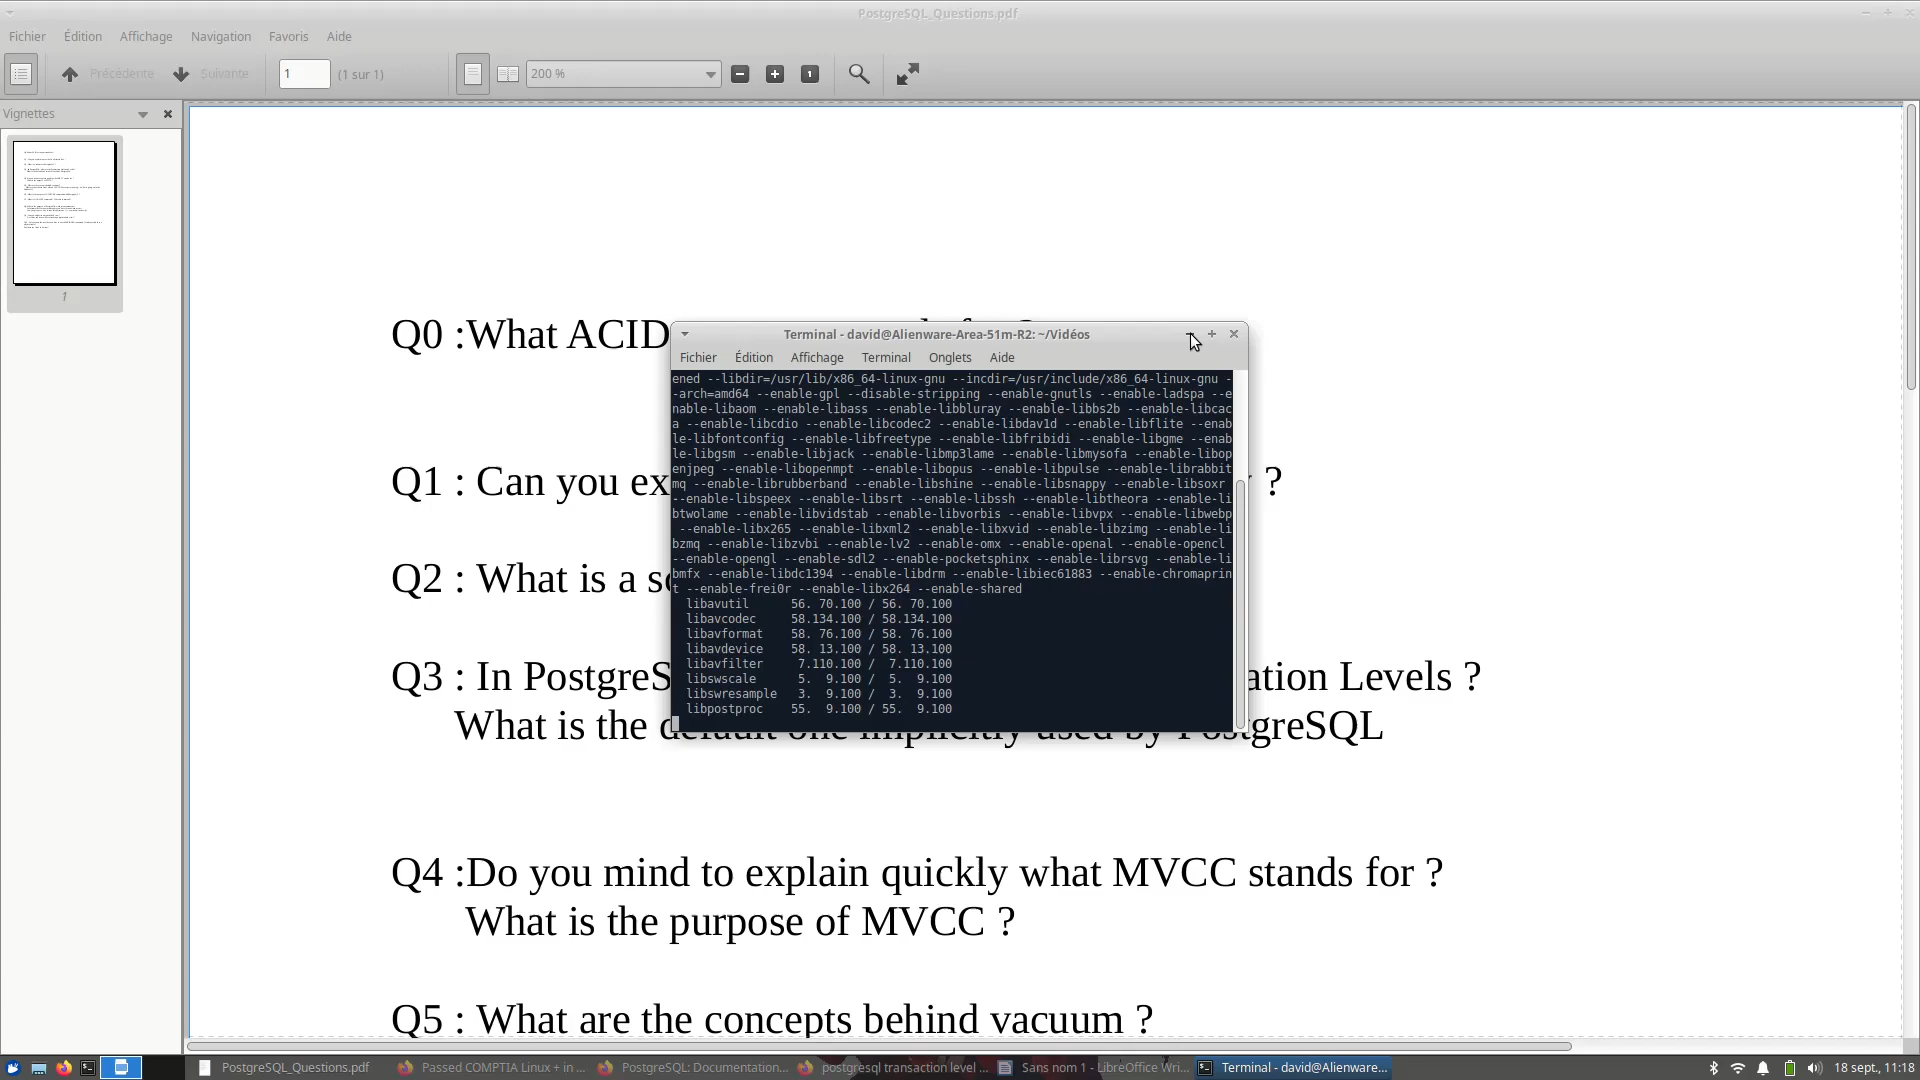 PostgreSQL_Questions.pdf
Fichier Édition Affichage Navigation Favoris Aide
Précédente Suivante 1 (1 sur 1) 200 % 1
Vignettes
1
Q0 :What ACID
Q1 : Can you ex ?
Q2 : What is a
Q3 : In PostgreS ation Levels ?
What is the default one implicitly used by PostgreSQL
Q4 :Do you mind to explain quickly what MVCC stands for ?
What is the purpose of MVCC ?
Q5 : What are the concepts behind vacuum ?
Terminal - david@Alienware-Area-51m-R2: ~/Vidéos
Fichier Édition Affichage Terminal Onglets Aide
ened --libdir=/usr/lib/x86_64-linux-gnu --incdir=/usr/include/x86_64-linux-gnu -
-arch=amd64 --enable-gpl --disable-stripping --enable-gnutls --enable-ladspa --e
nable-libaom --enable-libass --enable-libbluray --enable-libbs2b --enable-libcac
a --enable-libcdio --enable-libcodec2 --enable-libdav1d --enable-libflite --enab
le-libfontconfig --enable-libfreetype --enable-libfribidi --enable-libgme --enab
le-libgsm --enable-libjack --enable-libmp3lame --enable-libmysofa --enable-libop
enjpeg --enable-libopenmpt --enable-libopus --enable-libpulse --enable-librabbit
mq --enable-librubberband --enable-libshine --enable-libsnappy --enable-libsoxr
--enable-libspeex --enable-libsrt --enable-libssh --enable-libtheora --enable-li
btwolame --enable-libvidstab --enable-libvorbis --enable-libvpx --enable-libwebp
--enable-libx265 --enable-libxml2 --enable-libxvid --enable-libzimg --enable-li
bzmq --enable-libzvbi --enable-lv2 --enable-omx --enable-openal --enable-opencl
--enable-opengl --enable-sdl2 --enable-pocketsphinx --enable-librsvg --enable-li
bmfx --enable-libdc1394 --enable-libdrm --enable-libiec61883 --enable-chromaprin
t --enable-frei0r --enable-libx264 --enable-shared
libavutil 56. 70.100 / 56. 70.100
libavcodec 58.134.100 / 58.134.100
libavformat 58. 76.100 / 58. 76.100
libavdevice 58. 13.100 / 58. 13.100
libavfilter 7.110.100 / 7.110.100
libswscale 5. 9.100 / 5. 9.100
libswresample 3. 9.100 / 3. 9.100
libpostproc 55. 9.100 / 55. 9.100
PostgreSQL_Questions.pdf Passed COMPTIA Linux + in ... PostgreSQL: Documentation... postgresql transaction level ... Sans nom 1 - LibreOffice Wri... Terminal - david@Alienware... 18 sept., 11:18